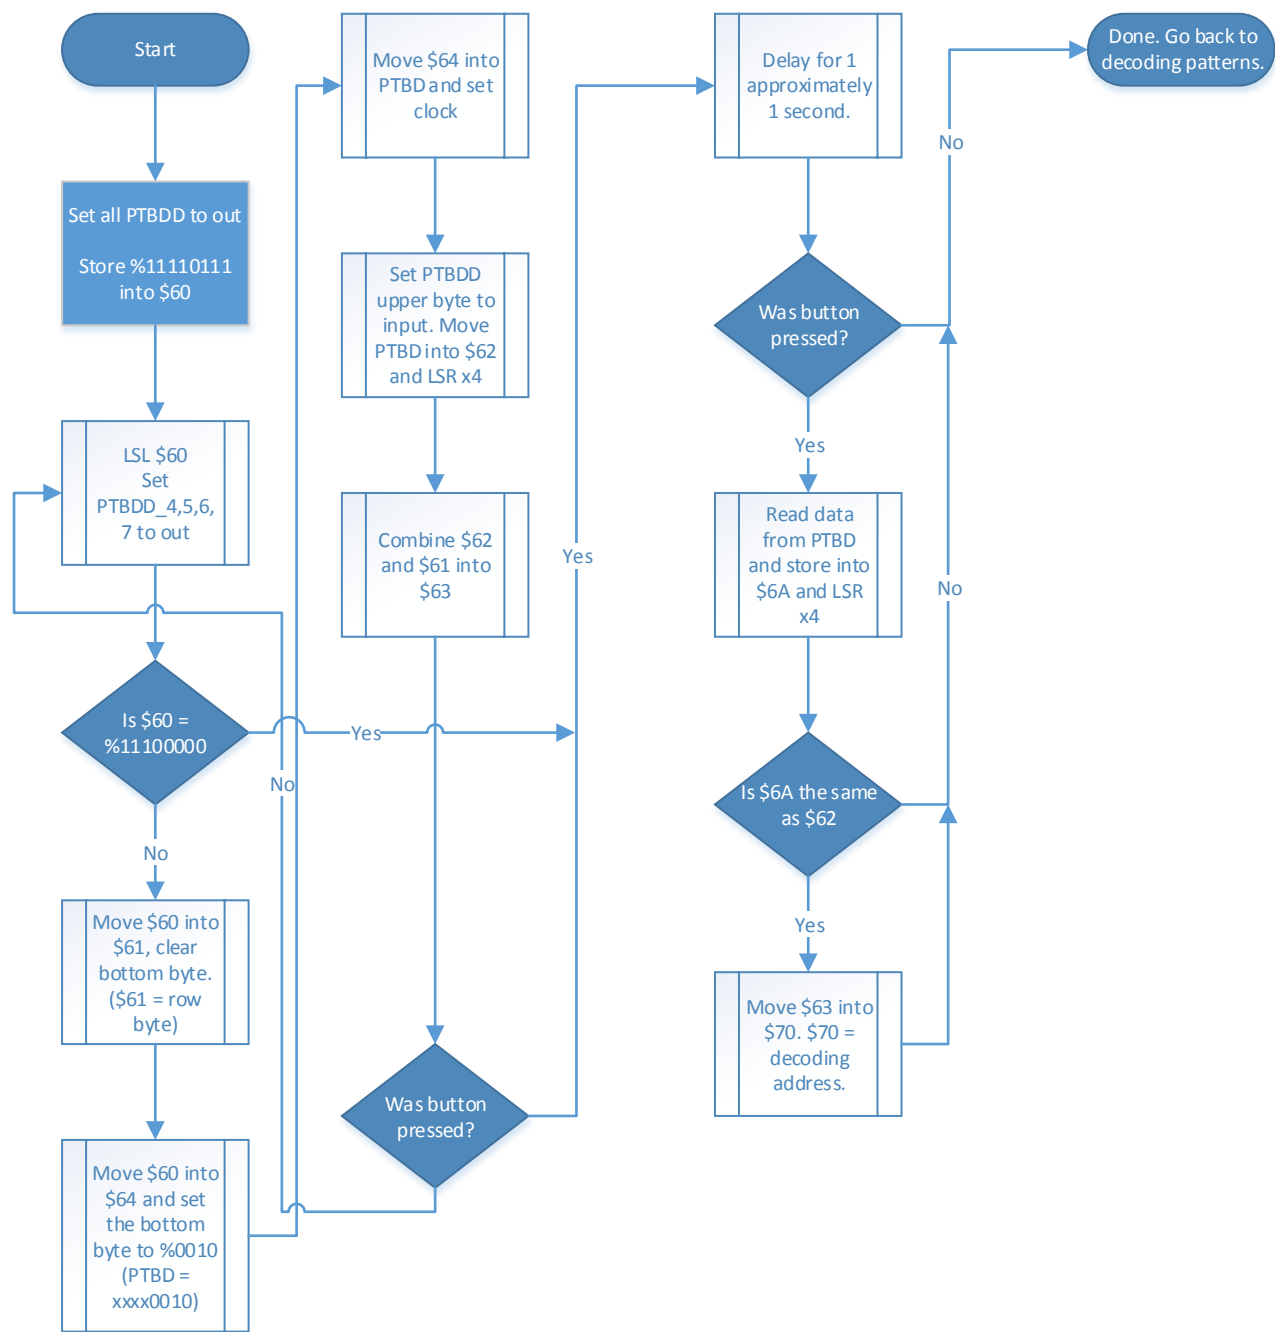 Start
Set all PTBDD to out
Store %11110111
into $60
LSL $60
Set
PTBDD_4,5,6,
7 to out
Is $60 =
%11100000
Yes
No
Move $60 into
$61, clear
bottom byte.
($61 = row
byte)
Move $60 into
$64 and set
the bottom
byte to %0010
(PTBD =
xxxx0010)
Move $64 into
PTBD and set
clock
Set PTBDD
upper byte to
input. Move
PTBD into $62
and LSR x4
Combine $62
and $61 into
$63
Was button
pressed?
No
Yes
Delay for 1
approximately
1 second.
Was button
pressed?
No
Yes
Read data
from PTBD
and store into
$6A and LSR
x4
Is $6A the same
as $62
No
Yes
Move $63 into
$70. $70 =
decoding
address.
Done. Go back to
decoding patterns.